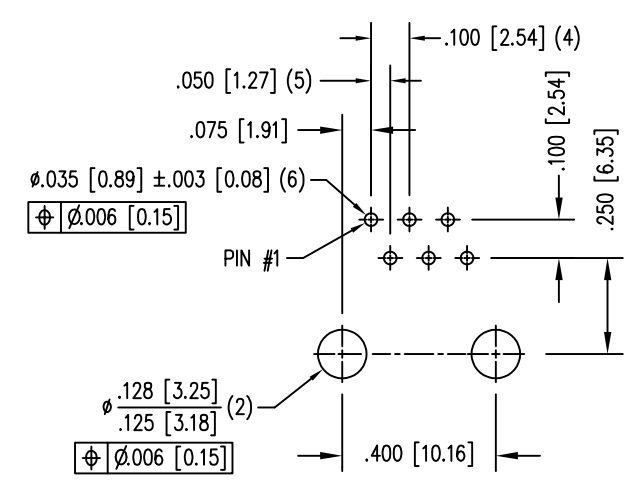 .100 [2.54] (4)
.050 [1.27] (5)
.075 [1.91]
.100 [2.54]
.250 [6.35]
ø.035 [0.89] ±.003 [0.08] (6)
⌖ Ø.006 [0.15]
PIN #1
ø .128 [3.25]
.125 [3.18] (2)
⌖ Ø.006 [0.15]
.400 [10.16]